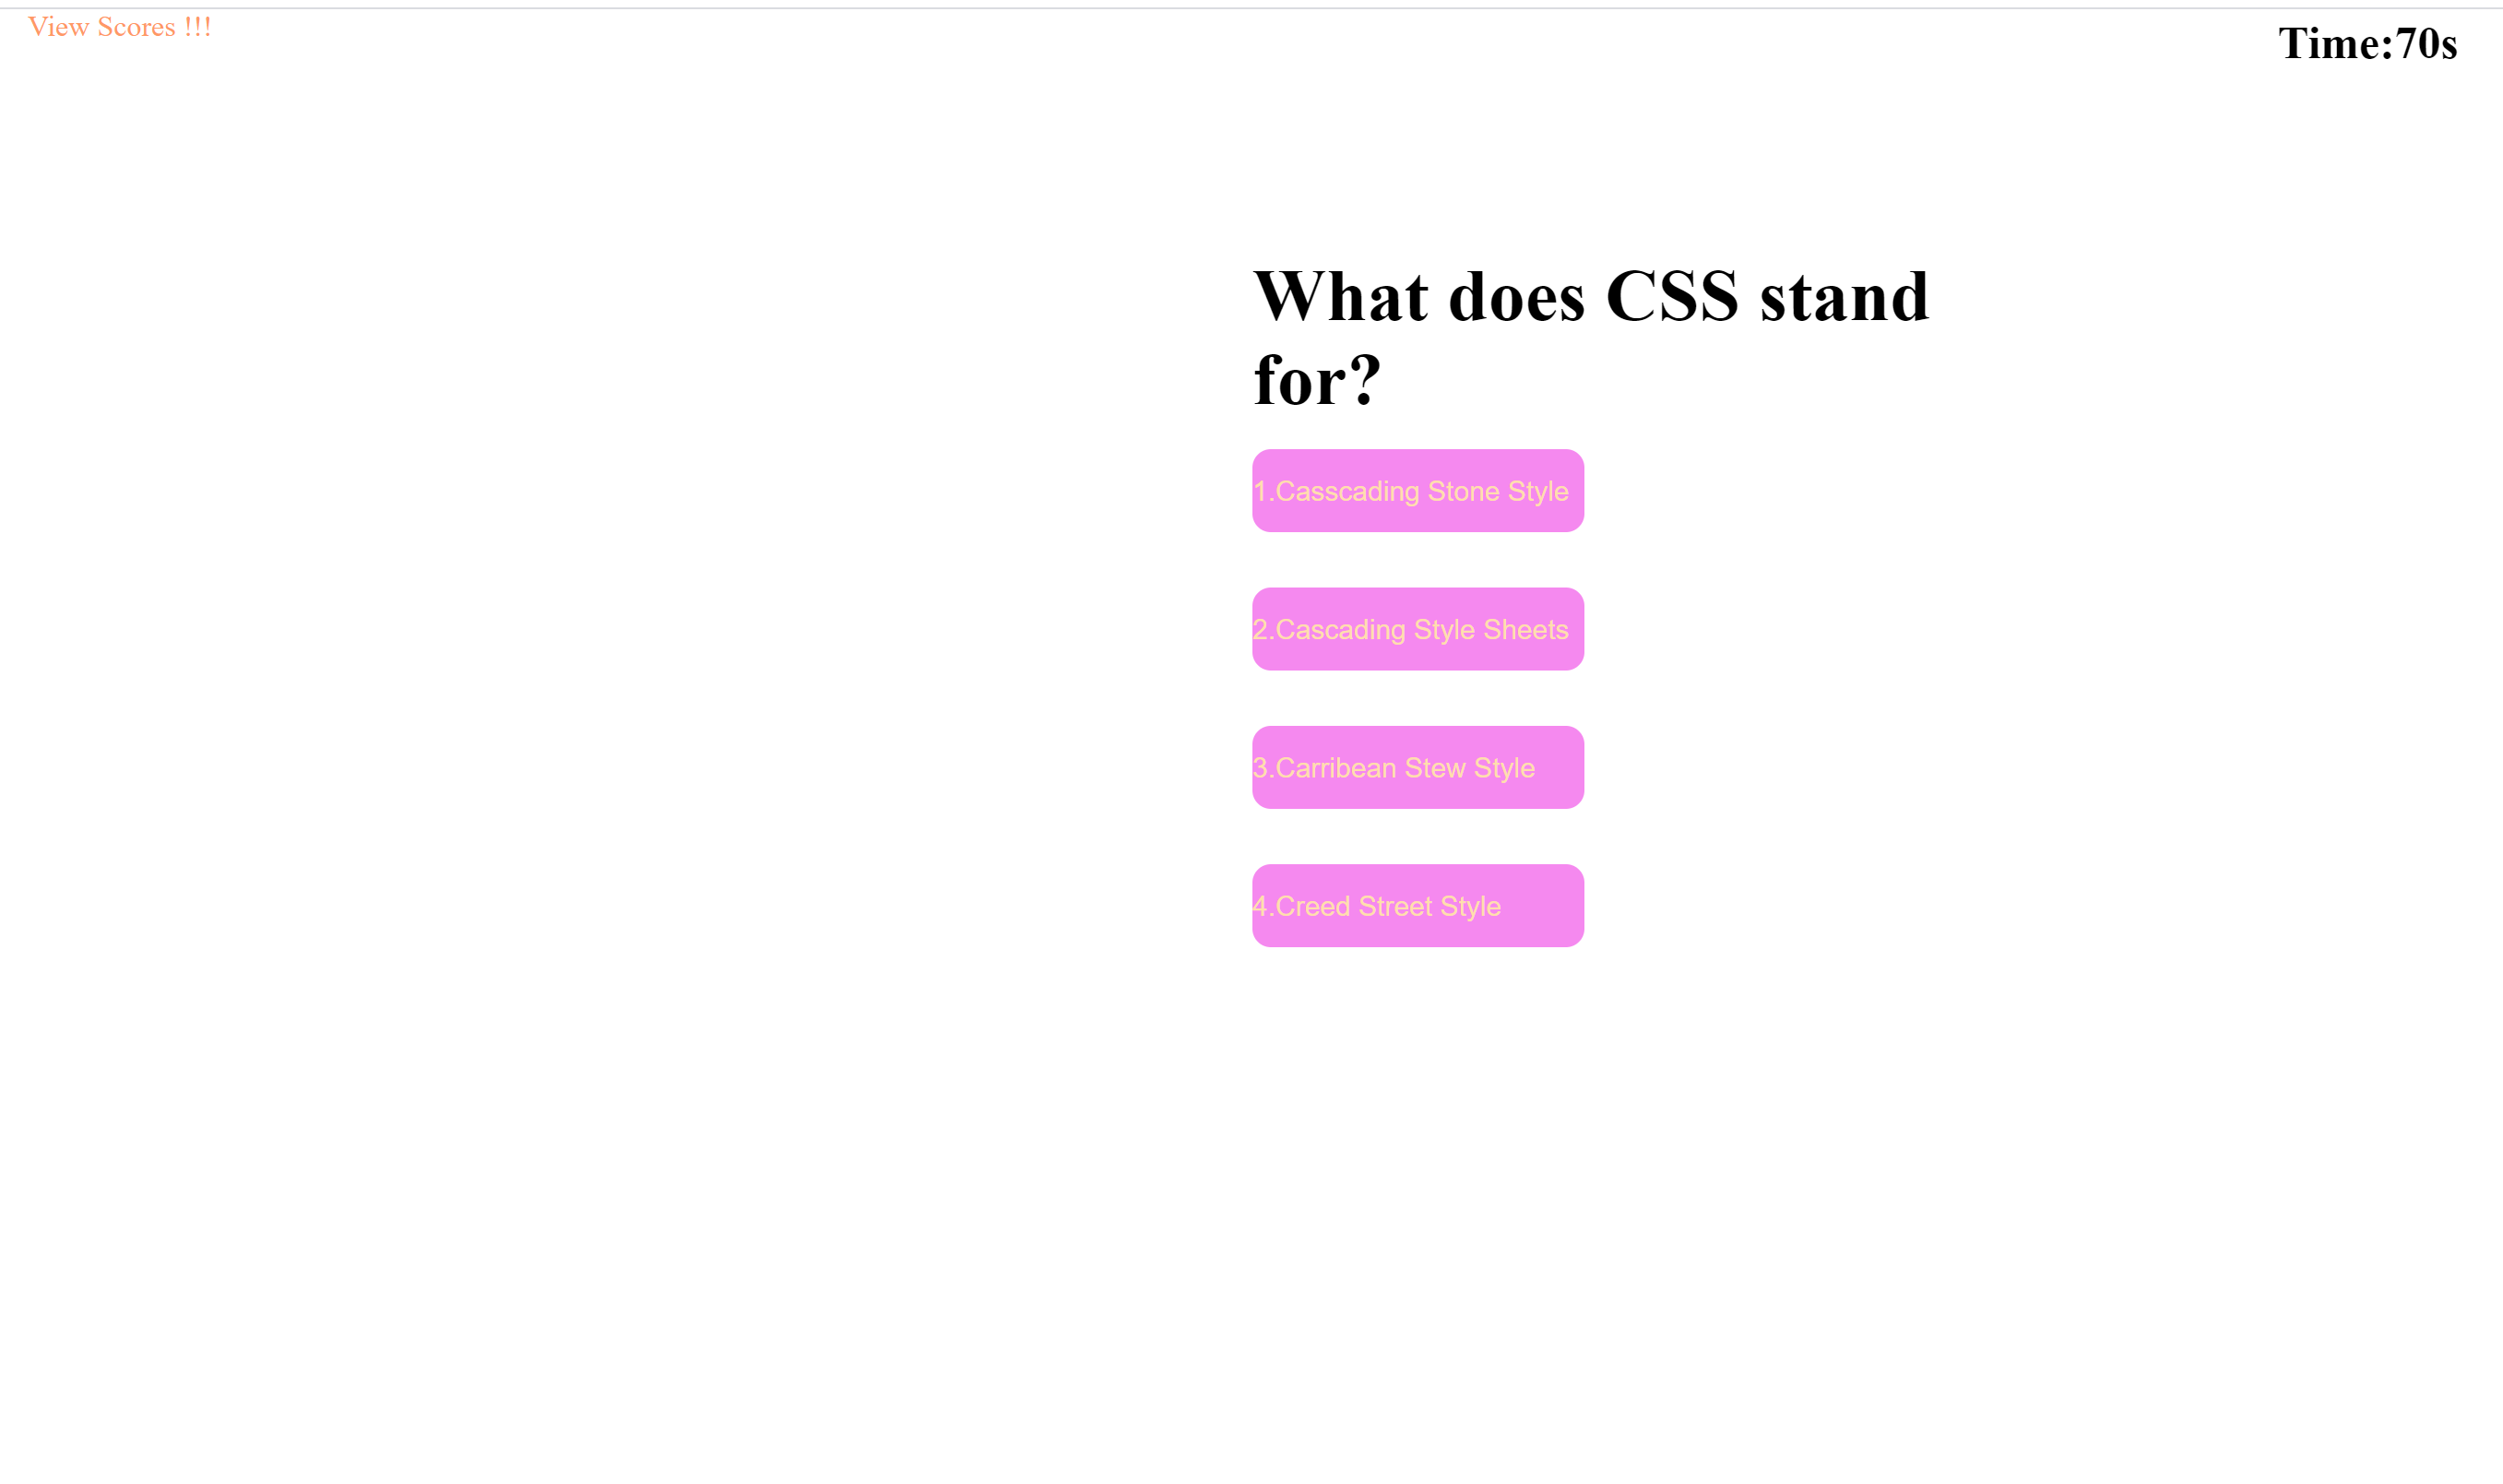 View Scores !!!
Time:70s
What does CSS stand
for?
1.Casscading Stone Style
2.Cascading Style Sheets
3.Carribean Stew Style
4.Creed Street Style